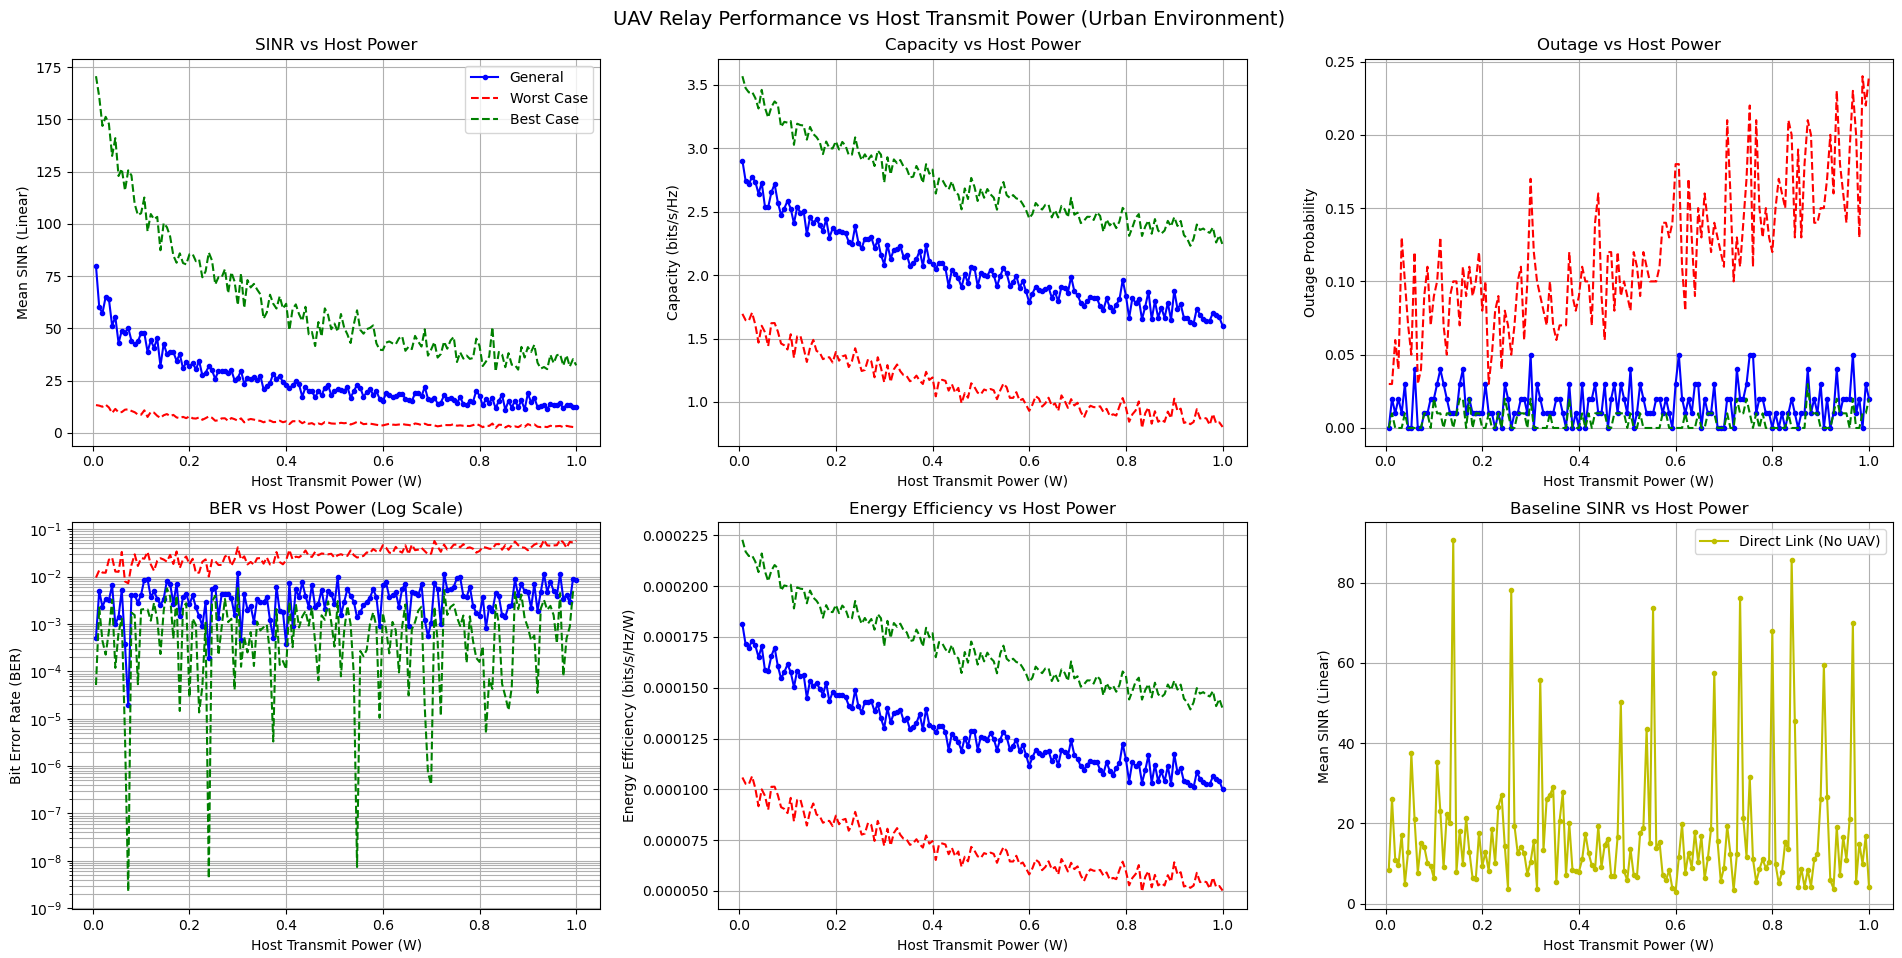 UAV Relay Performance vs Host Transmit Power (Urban Environment)
SINR vs Host Power
Mean SINR (Linear)
175
150
125
100
75
50
25
0
General
Worst Case
Best Case
0.0 0.2 0.4 0.6 0.8 1.0
Host Transmit Power (W)
Capacity vs Host Power
Capacity (bits/s/Hz)
3.5
3.0
2.5
2.0
1.5
1.0
0.0 0.2 0.4 0.6 0.8 1.0
Host Transmit Power (W)
Outage vs Host Power
Outage Probability
0.25
0.20
0.15
0.10
0.05
0.00
0.0 0.2 0.4 0.6 0.8 1.0
Host Transmit Power (W)
BER vs Host Power (Log Scale)
Bit Error Rate (BER)
10⁻¹
10⁻²
10⁻³
10⁻⁴
10⁻⁵
10⁻⁶
10⁻⁷
10⁻⁸
10⁻⁹
0.0 0.2 0.4 0.6 0.8 1.0
Host Transmit Power (W)
Energy Efficiency vs Host Power
Energy Efficiency (bits/s/Hz/W)
0.000225
0.000200
0.000175
0.000150
0.000125
0.000100
0.000075
0.000050
0.0 0.2 0.4 0.6 0.8 1.0
Host Transmit Power (W)
Baseline SINR vs Host Power
Mean SINR (Linear)
80
60
40
20
0
Direct Link (No UAV)
0.0 0.2 0.4 0.6 0.8 1.0
Host Transmit Power (W)